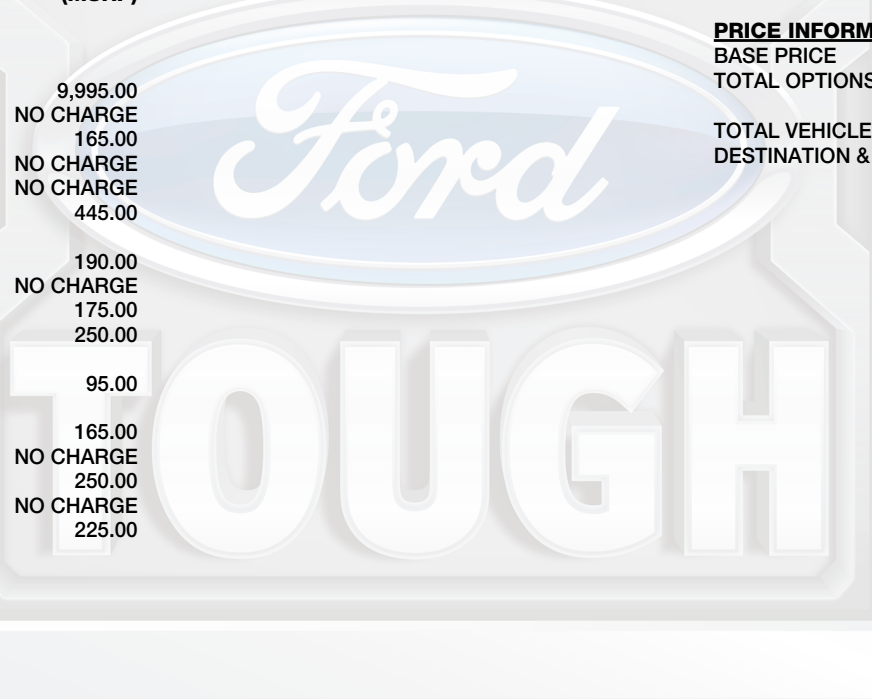 9,995.00
NO CHARGE
165.00
NO CHARGE
NO CHARGE
445.00
190.00
NO CHARGE
175.00
250.00
95.00
165.00
NO CHARGE
250.00
NO CHARGE
225.00
PRICE INFORM
BASE PRICE
TOTAL OPTIONS
TOTAL VEHICLE
DESTINATION &
Ford
TOUGH